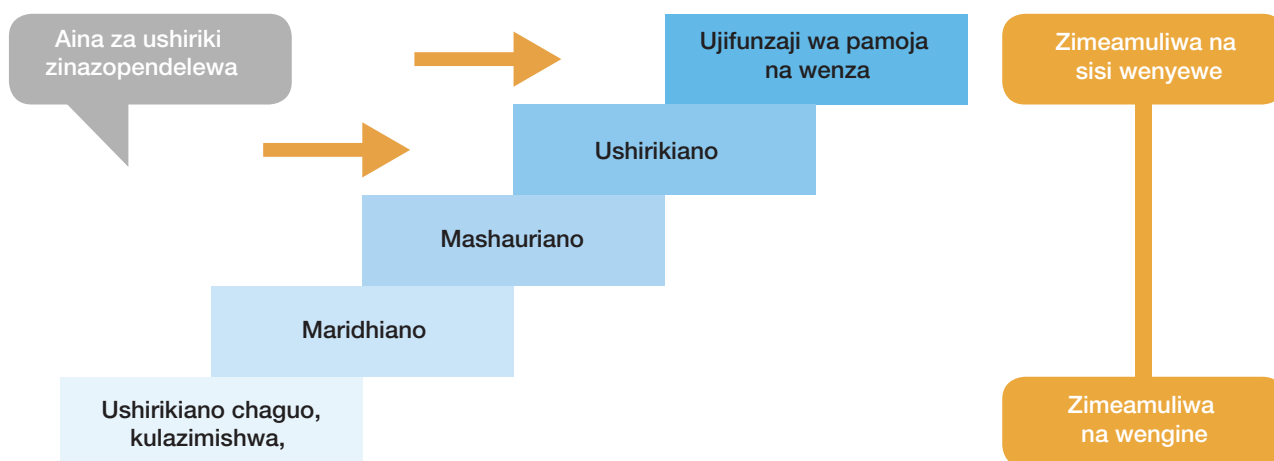 Aina za ushiriki
zinazopendelewa
Ujifunzaji wa pamoja
na wenza
Zimeamuliwa na
sisi wenyewe
Ushirikiano
Mashauriano
Maridhiano
Ushirikiano chaguo,
kulazimishwa,
Zimeamuliwa
na wengine